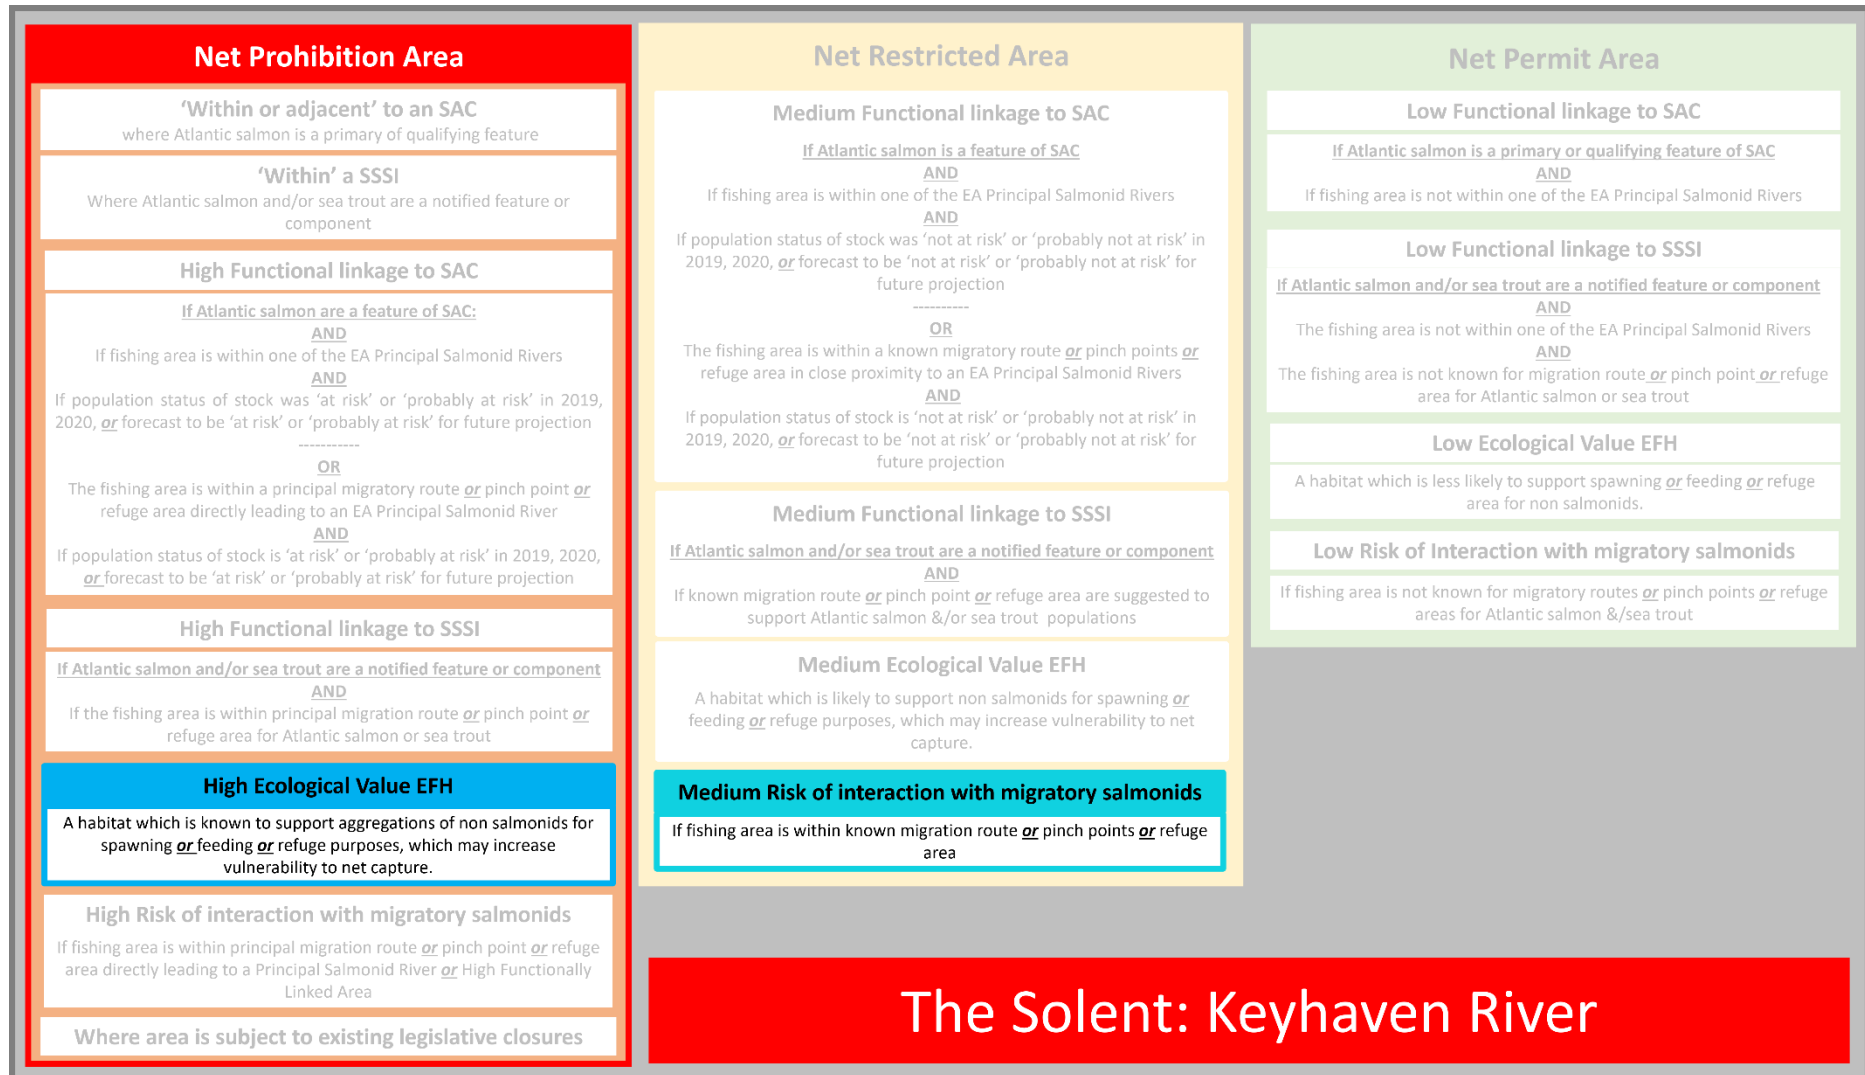 Net Prohibition Area
‘Within or adjacent’ to an SAC
where Atlantic salmon is a primary of qualifying feature
‘Within’ a SSSI
Where Atlantic salmon and/or sea trout are a notified feature or
component
High Functional linkage to SAC
If Atlantic salmon are a feature of SAC:
AND
If fishing area is within one of the EA Principal Salmonid Rivers
AND
If population status of stock was ‘at risk’ or ‘probably at risk’ in 2019,
2020, or forecast to be ‘at risk’ or ‘probably at risk’ for future projection
-----------
OR
The fishing area is within a principal migratory route or pinch point or
refuge area directly leading to an EA Principal Salmonid River
AND
If population status of stock is ‘at risk’ or ‘probably at risk’ in 2019, 2020,
or forecast to be ‘at risk’ or ‘probably at risk’ for future projection
High Functional linkage to SSSI
If Atlantic salmon and/or sea trout are a notified feature or component
AND
If the fishing area is within principal migration route or pinch point or
refuge area for Atlantic salmon or sea trout
High Ecological Value EFH
A habitat which is known to support aggregations of non salmonids for
spawning or feeding or refuge purposes, which may increase
vulnerability to net capture.
High Risk of interaction with migratory salmonids
If fishing area is within principal migration route or pinch point or refuge
area directly leading to a Principal Salmonid River or High Functionally
Linked Area
Where area is subject to existing legislative closures
Net Restricted Area
Medium Functional linkage to SAC
If Atlantic salmon is a feature of SAC
AND
If fishing area is within one of the EA Principal Salmonid Rivers
AND
If population status of stock was ‘not at risk’ or ‘probably not at risk’ in
2019, 2020, or forecast to be ‘not at risk’ or ‘probably not at risk’ for
future projection
----------
OR
The fishing area is within a known migratory route or pinch points or
refuge area in close proximity to an EA Principal Salmonid Rivers
AND
If population status of stock is ‘not at risk’ or ‘probably not at risk’ in
2019, 2020, or forecast to be ‘not at risk’ or ‘probably not at risk’ for
future projection
Medium Functional linkage to SSSI
If Atlantic salmon and/or sea trout are a notified feature or component
AND
If known migration route or pinch point or refuge area are suggested to
support Atlantic salmon &/or sea trout populations
Medium Ecological Value EFH
A habitat which is likely to support non salmonids for spawning or
feeding or refuge purposes, which may increase vulnerability to net
capture.
Medium Risk of interaction with migratory salmonids
If fishing area is within known migration route or pinch points or refuge
area
Net Permit Area
Low Functional linkage to SAC
If Atlantic salmon is a primary or qualifying feature of SAC
AND
If fishing area is not within one of the EA Principal Salmonid Rivers
Low Functional linkage to SSSI
If Atlantic salmon and/or sea trout are a notified feature or component
AND
The fishing area is not within one of the EA Principal Salmonid Rivers
AND
The fishing area is not known for migration route or pinch point or refuge
area for Atlantic salmon or sea trout
Low Ecological Value EFH
A habitat which is less likely to support spawning or feeding or refuge
area for non salmonids.
Low Risk of Interaction with migratory salmonids
If fishing area is not known for migratory routes or pinch points or refuge
areas for Atlantic salmon &/sea trout
The Solent: Keyhaven River